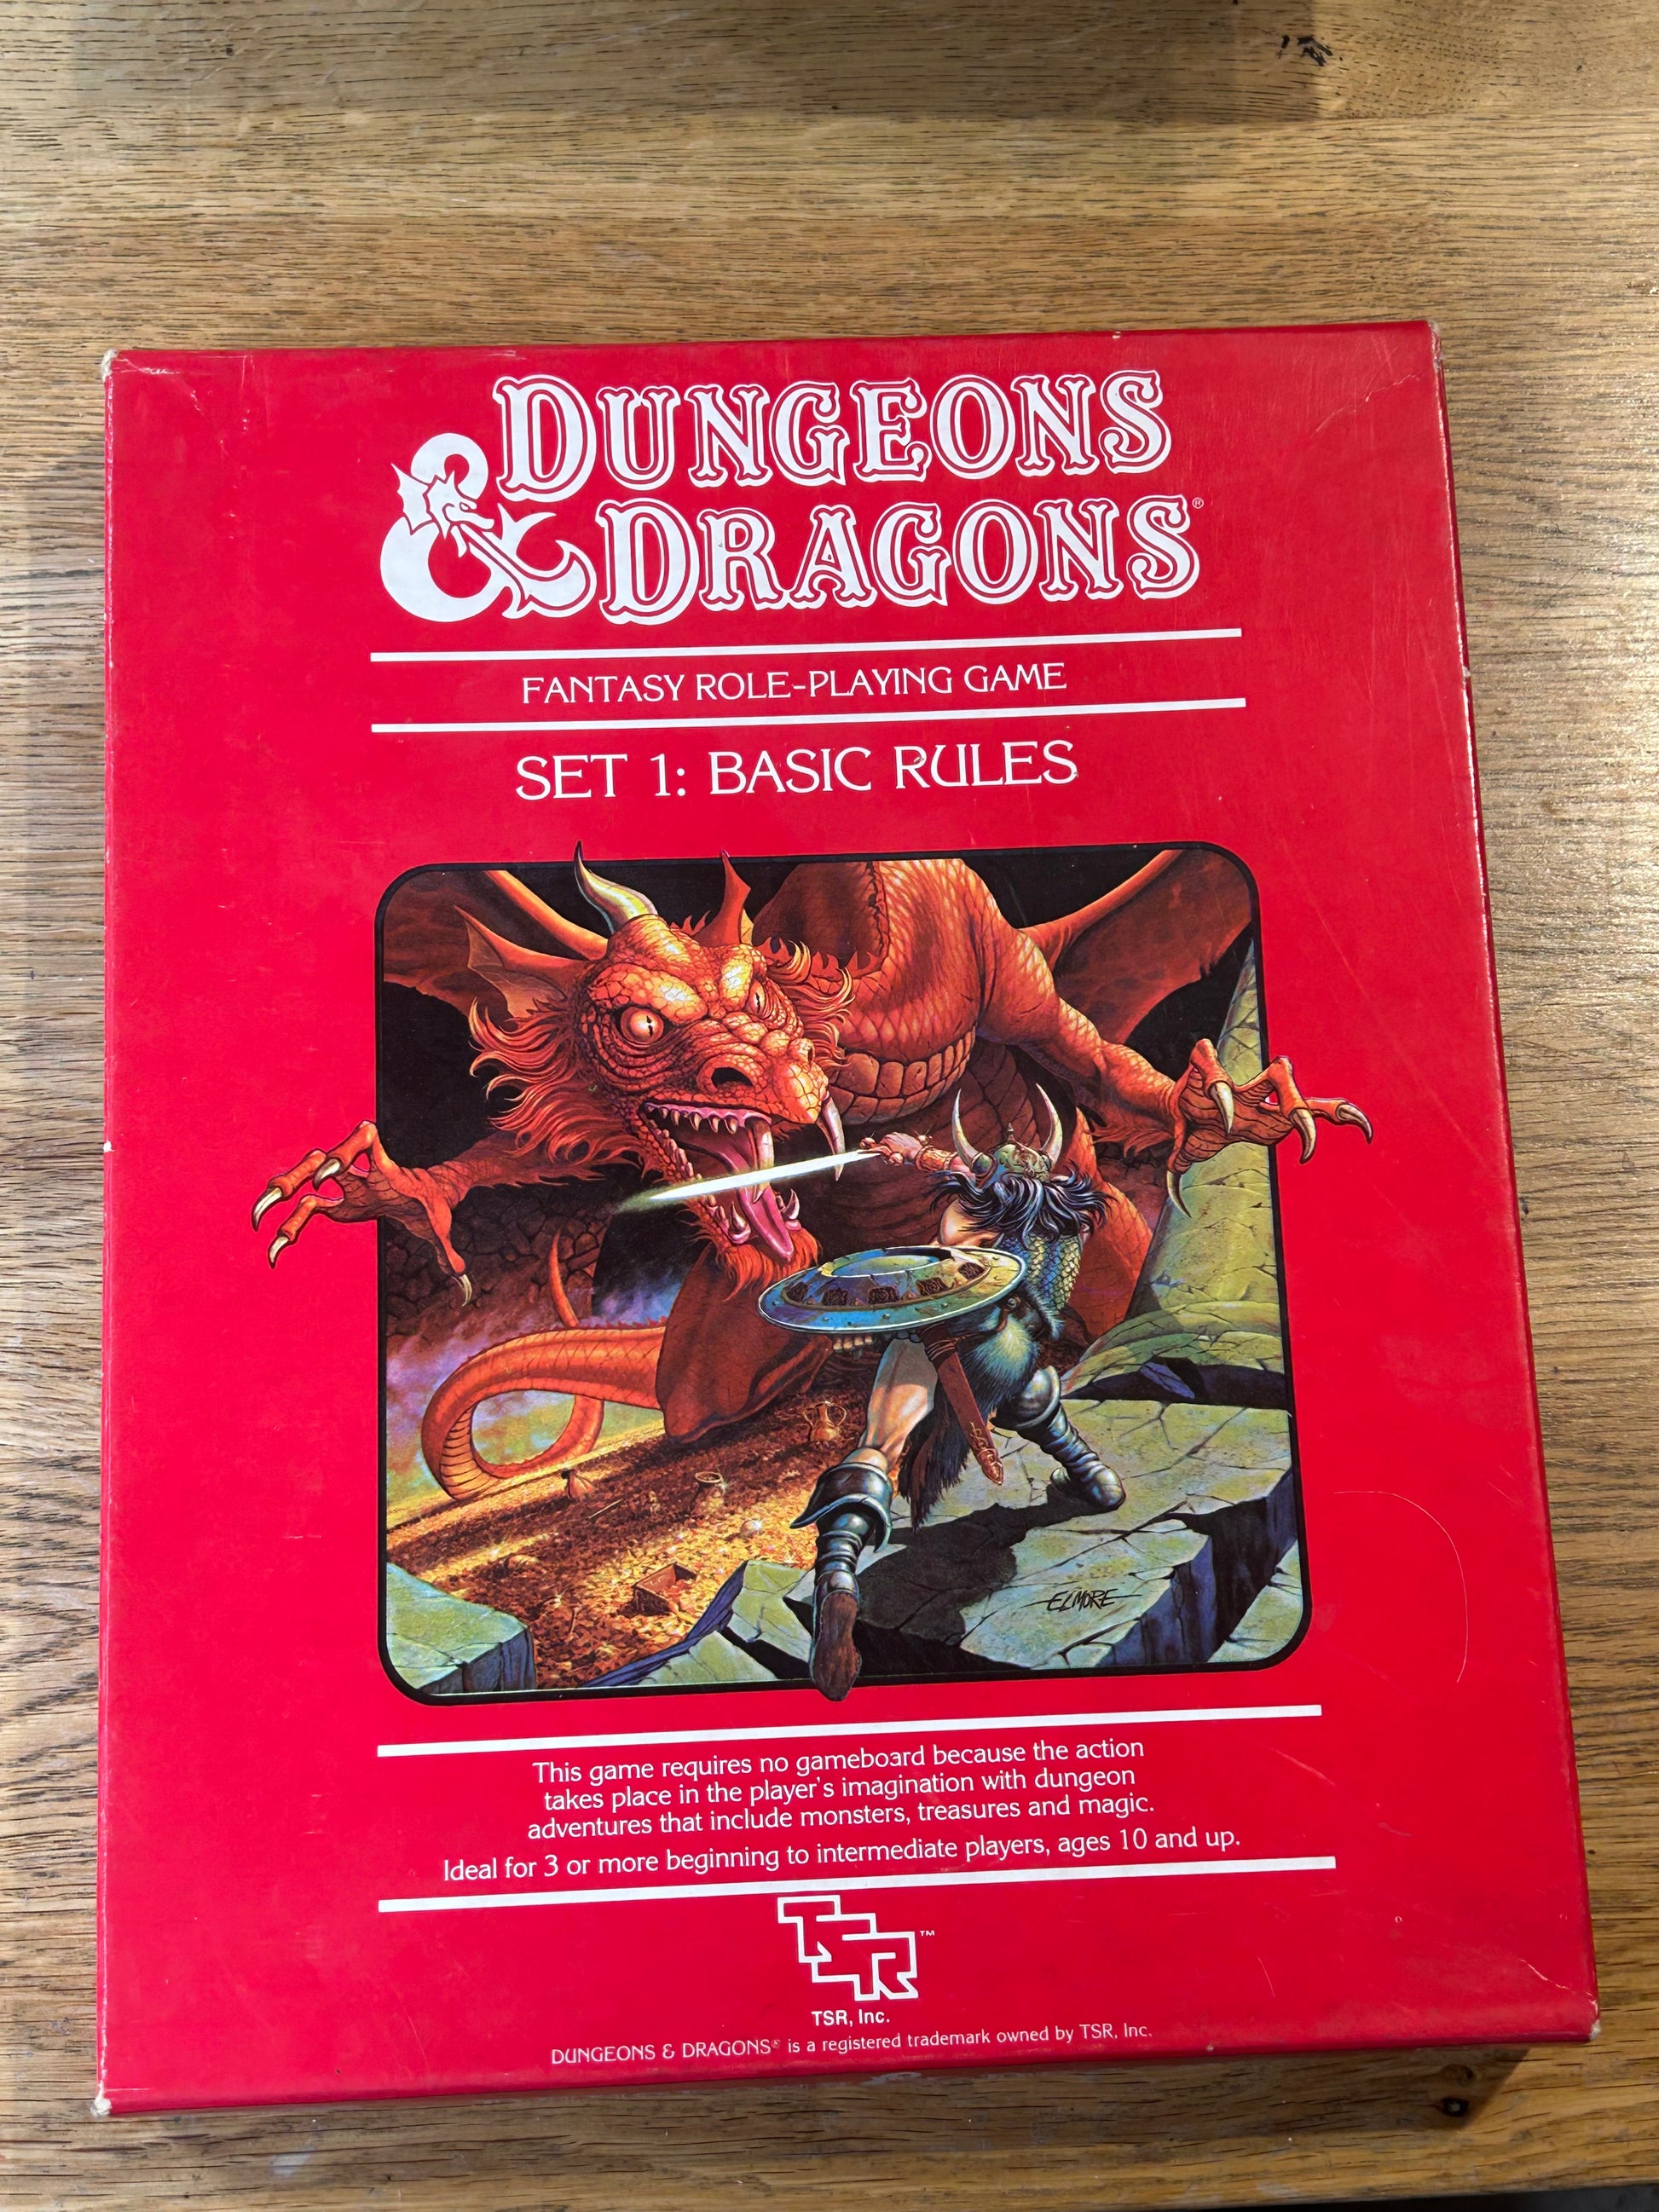 DUNGEONS
& DRAGONS®
FANTASY ROLE-PLAYING GAME
SET 1: BASIC RULES
ELMORE
This game requires no gameboard because the action
takes place in the player's imagination with dungeon
adventures that include monsters, treasures and magic.
Ideal for 3 or more beginning to intermediate players, ages 10 and up.
TSR™
TSR, Inc.
DUNGEONS & DRAGONS® is a registered trademark owned by TSR, Inc.